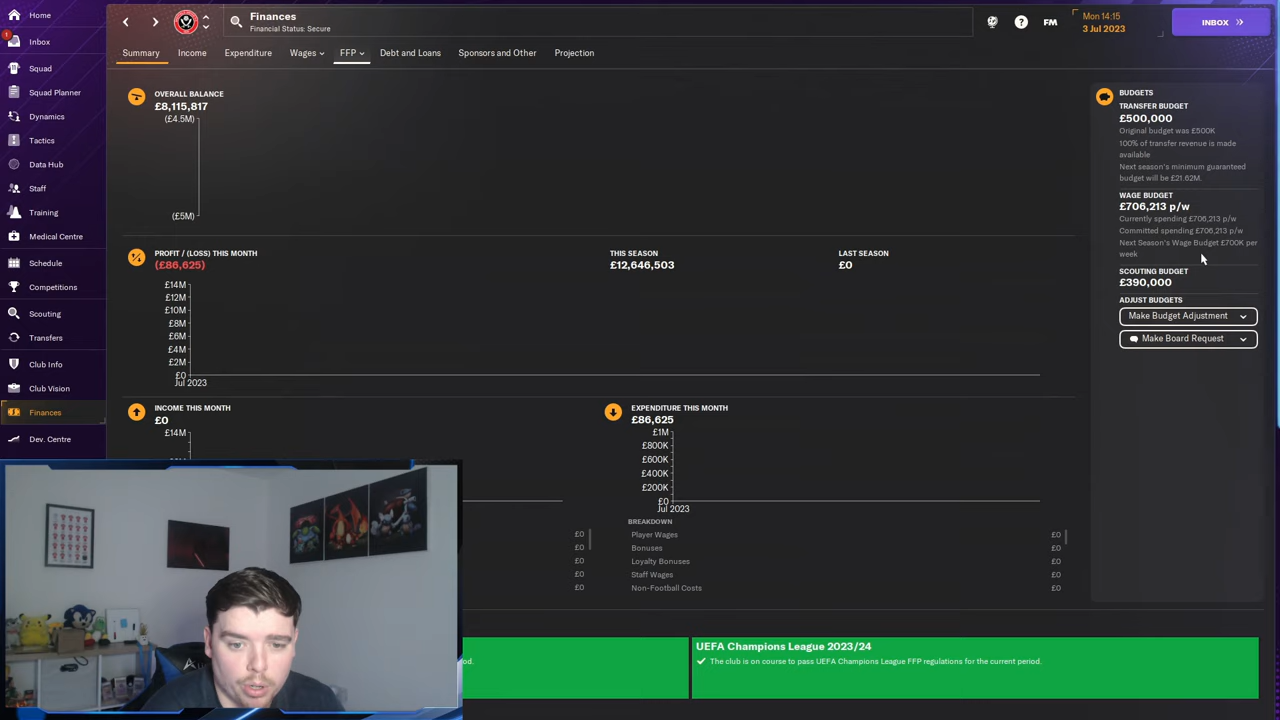 Home
1
Inbox
Squad
Squad Planner
Dynamics
Tactics
Data Hub
Staff
Training
Medical Centre
Schedule
Competitions
Scouting
Transfers
Club Info
Club Vision
Finances
Dev. Centre
Finances
Financial Status: Secure
?
FM
Mon 14:15
3 Jul 2023
INBOX
Summary
Income
Expenditure
Wages
FFP
Debt and Loans
Sponsors and Other
Projection
OVERALL BALANCE
£8,115,817
(£4.5M)
(£5M)
PROFIT / (LOSS) THIS MONTH
(£86,625)
THIS SEASON
£12,646,503
LAST SEASON
£0
£14M
£12M
£10M
£8M
£6M
£4M
£2M
£0
Jul 2023
INCOME THIS MONTH
£0
£14M
£0
£0
£0
£0
£0
EXPENDITURE THIS MONTH
£86,625
£1M
£800K
£600K
£400K
£200K
£0
Jul 2023
BREAKDOWN
Player Wages £0
Bonuses £0
Loyalty Bonuses £0
Staff Wages £0
Non-Football Costs £0
BUDGETS
TRANSFER BUDGET
£500,000
Original budget was £500K
100% of transfer revenue is made
available
Next season's minimum guaranteed
budget will be £21.62M.
WAGE BUDGET
£706,213 p/w
Currently spending £706,213 p/w
Committed spending £706,213 p/w
Next Season's Wage Budget £700K per
week
SCOUTING BUDGET
£390,000
ADJUST BUDGETS
Make Budget Adjustment
Make Board Request
UEFA Champions League 2023/24
The club is on course to pass UEFA Champions League FFP regulations for the current period.